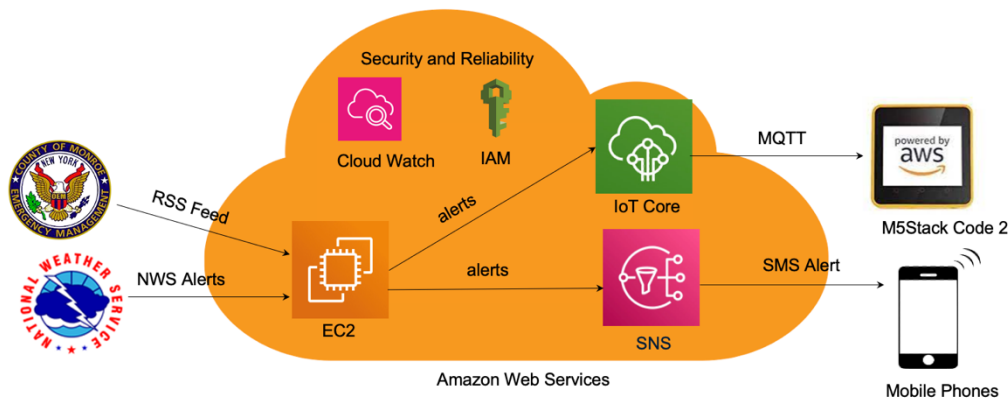 Security and Reliability
Cloud Watch
IAM
COUNTY OF MONROE
NEW YORK
OEM
EMERGENCY MANAGEMENT
RSS Feed
NATIONAL WEATHER SERVICE
NWS Alerts
EC2
alerts
alerts
IoT Core
MQTT
powered by
aws
M5Stack Code 2
SNS
SMS Alert
Mobile Phones
Amazon Web Services